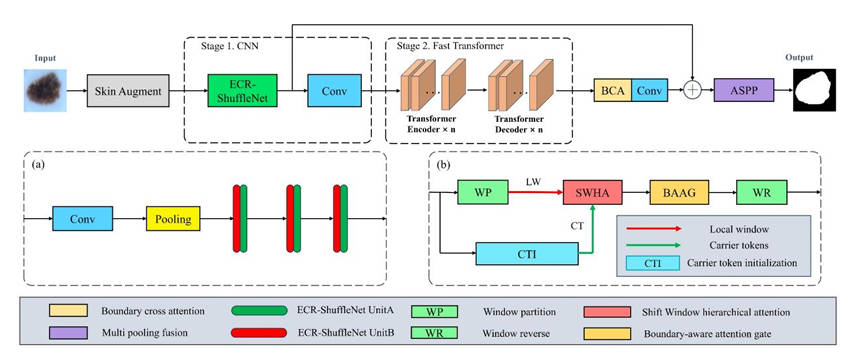 Input
Skin Augment
Stage 1. CNN
ECR-
ShuffleNet
Conv
Stage 2. Fast Transformer
...
...
Transformer
Encoder × n
Transformer
Decoder × n
BCA
Conv
ASPP
Output
(a)
Conv
Pooling
(b)
WP
LW
SWHA
BAAG
WR
CT
CTI
Local window
Carrier tokens
CTI
Carrier token initialization
Boundary cross attention
ECR-ShuffleNet UnitA
WP
Window partition
Shift Window hierarchical attention
Multi pooling fusion
ECR-ShuffleNet UnitB
WR
Window reverse
Boundary-aware attention gate